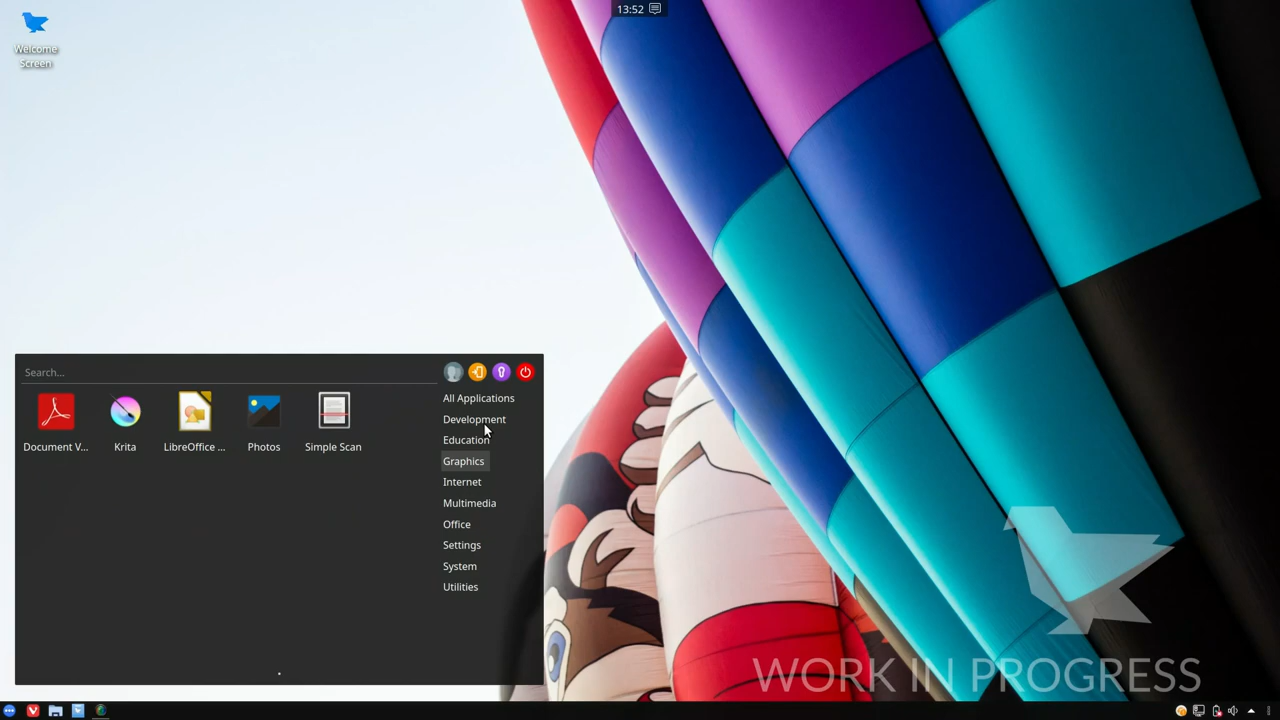 13:52
Welcome
Screen
Search...
Document V...
Krita
LibreOffice ...
Photos
Simple Scan
All Applications
Development
Education
Graphics
Internet
Multimedia
Office
Settings
System
Utilities
WORK IN PROGRESS